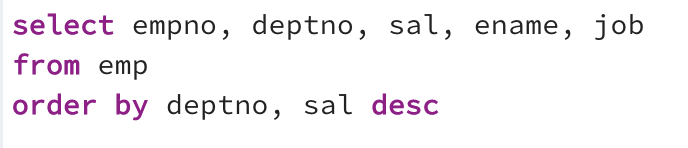 select empno, deptno, sal, ename, job
from emp
order by deptno, sal desc